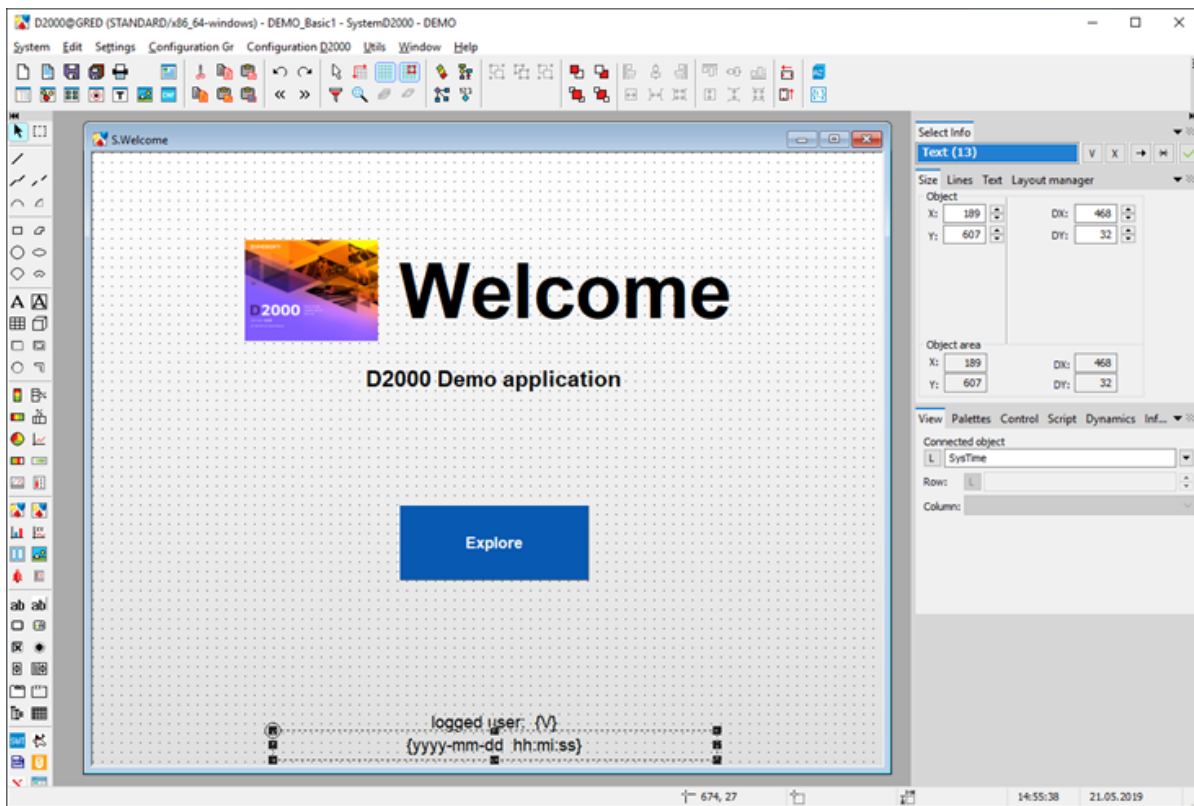 D2000@GRED (STANDARD/x86_64-windows) - DEMO_Basic1 - SystemD2000 - DEMO
System Edit Settings Configuration Gr Configuration D2000 Utils Window Help
S.Welcome
D2000
Welcome
D2000 Demo application
Explore
logged user: {V}
{yyyy-mm-dd hh:mi:ss}
Select Info
Text (13)
V X
Size Lines Text Layout manager
Object
X: 189 DX: 468
Y: 607 DY: 32
Object area
X: 189 DX: 468
Y: 607 DY: 32
View Palettes Control Script Dynamics Inf...
Connected object
L SysTime
Row: L
Column:
A A
ab ab
SMT
674, 27 14:55:38 21.05.2019